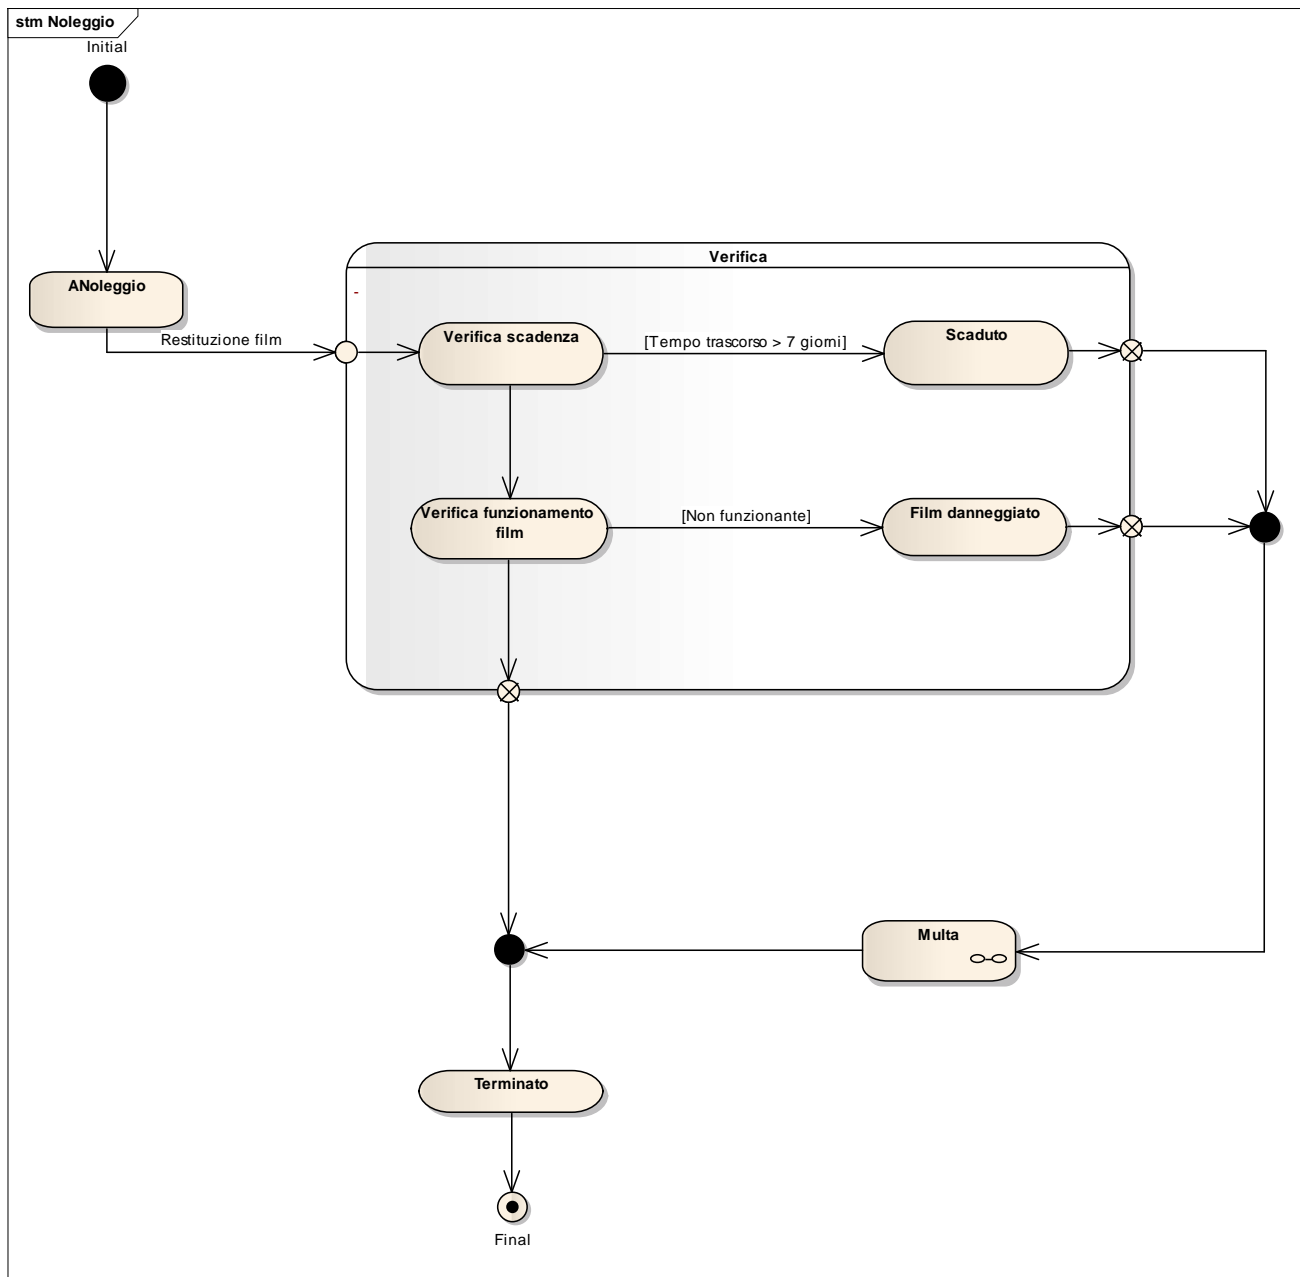 stm Noleggio
Initial
Verifica
ANoleggio
-
Restituzione film
Verifica scadenza
[Tempo trascorso > 7 giorni]
Scaduto
Verifica funzionamento
film
[Non funzionante]
Film danneggiato
Multa
Terminato
Final